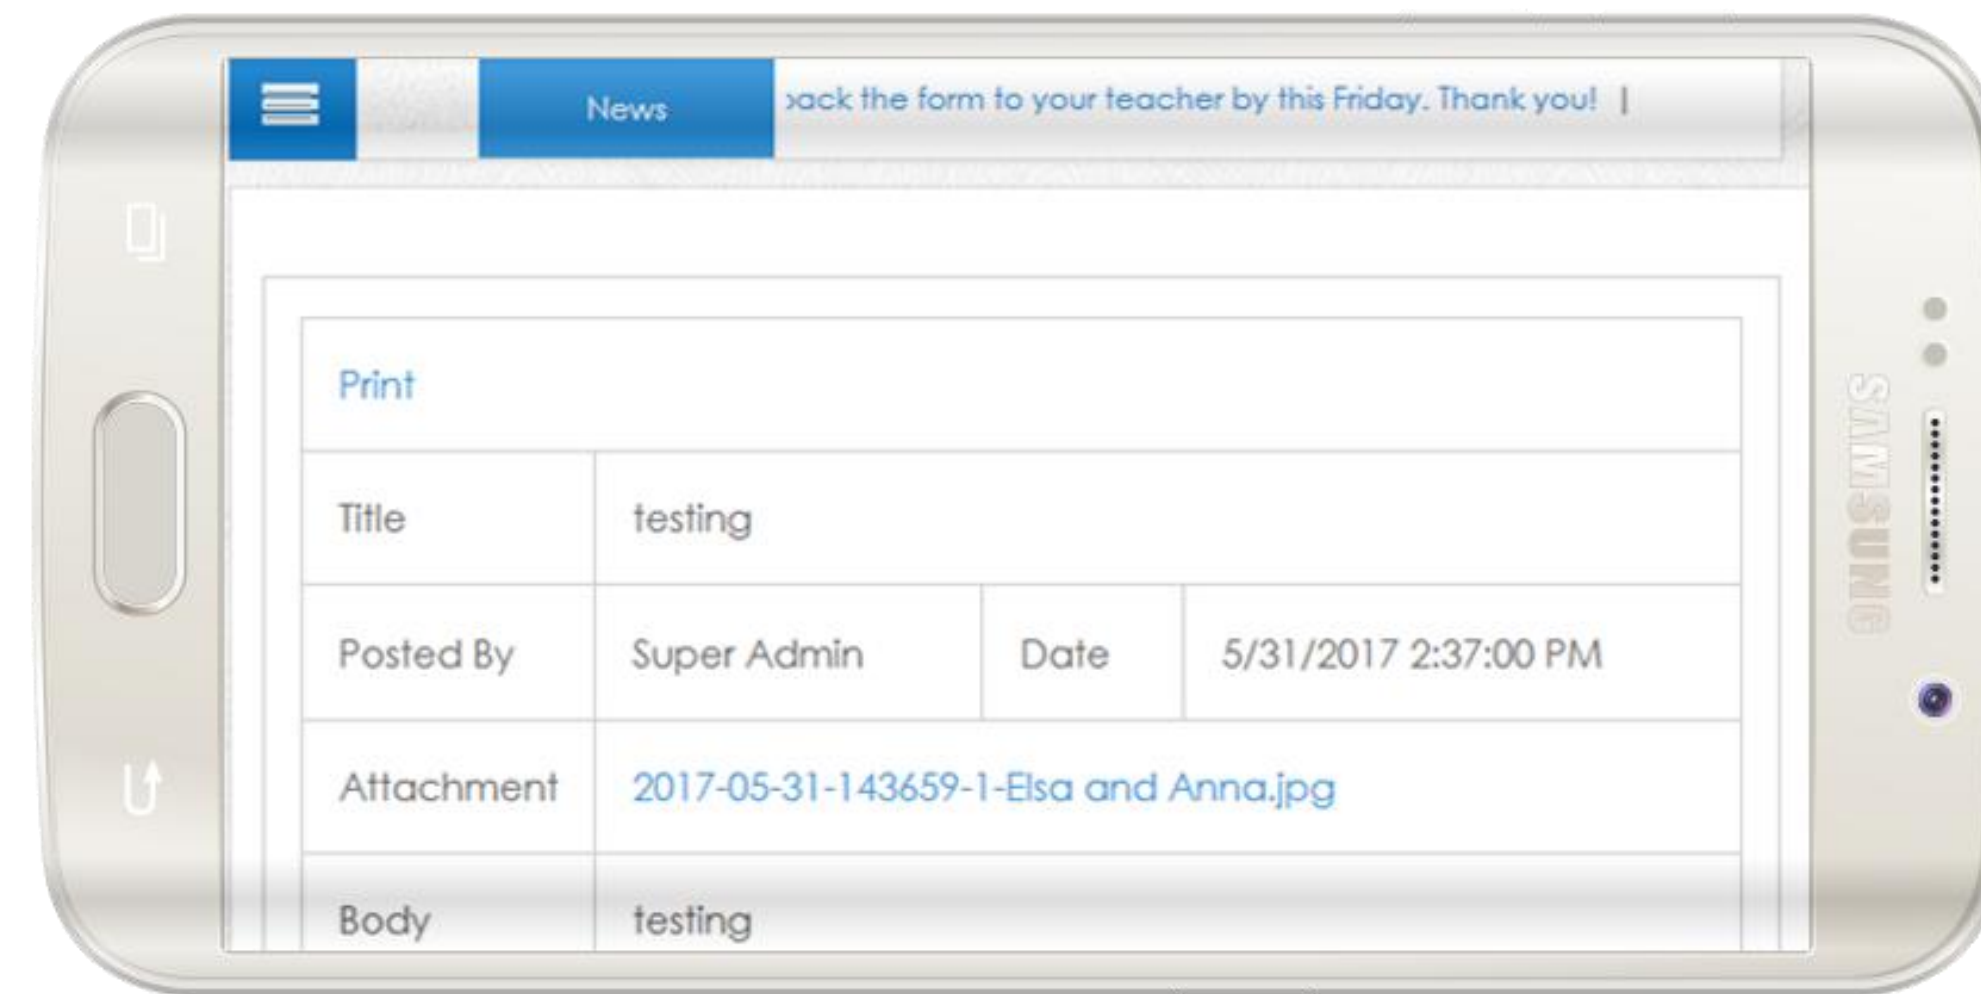 News back the form to your teacher by this Friday. Thank you! |
Print
Title testing
Posted By Super Admin Date 5/31/2017 2:37:00 PM
Attachment 2017-05-31-143659-1-Elsa and Anna.jpg
Body testing
SAMSUNG